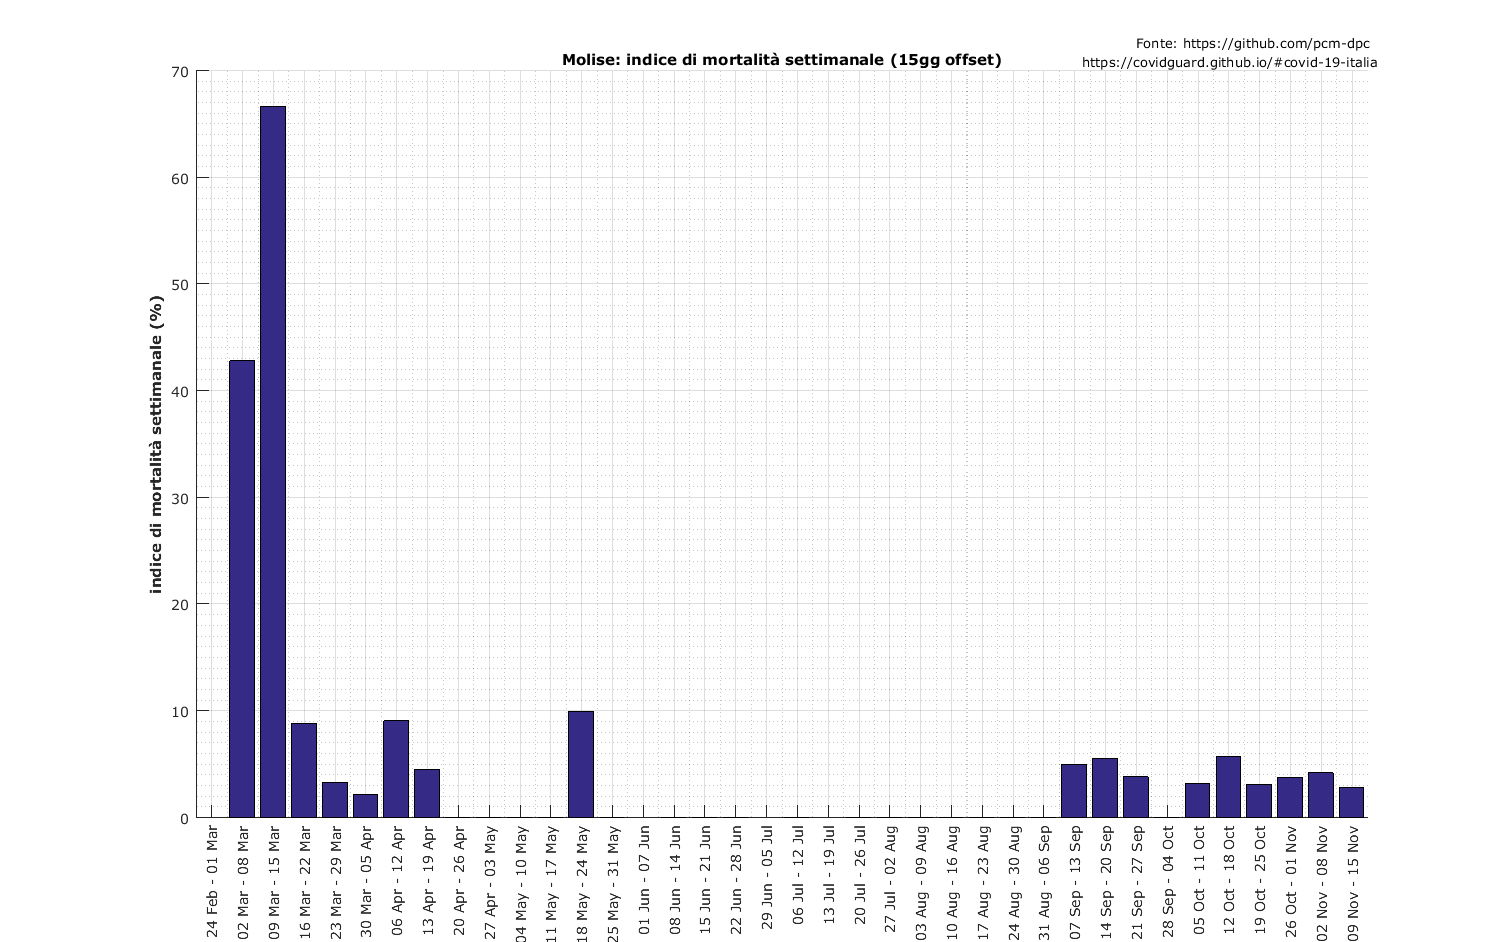 Fonte: https://github.com/pcm-dpc
https://covidguard.github.io/#covid-19-italia
Molise: indice di mortalità settimanale (15gg offset)
indice di mortalità settimanale (%)
70
60
50
40
30
20
10
0
24 Feb - 01 Mar
02 Mar - 08 Mar
09 Mar - 15 Mar
16 Mar - 22 Mar
23 Mar - 29 Mar
30 Mar - 05 Apr
06 Apr - 12 Apr
13 Apr - 19 Apr
20 Apr - 26 Apr
27 Apr - 03 May
04 May - 10 May
11 May - 17 May
18 May - 24 May
25 May - 31 May
01 Jun - 07 Jun
08 Jun - 14 Jun
15 Jun - 21 Jun
22 Jun - 28 Jun
29 Jun - 05 Jul
06 Jul - 12 Jul
13 Jul - 19 Jul
20 Jul - 26 Jul
27 Jul - 02 Aug
03 Aug - 09 Aug
10 Aug - 16 Aug
17 Aug - 23 Aug
24 Aug - 30 Aug
31 Aug - 06 Sep
07 Sep - 13 Sep
14 Sep - 20 Sep
21 Sep - 27 Sep
28 Sep - 04 Oct
05 Oct - 11 Oct
12 Oct - 18 Oct
19 Oct - 25 Oct
26 Oct - 01 Nov
02 Nov - 08 Nov
09 Nov - 15 Nov